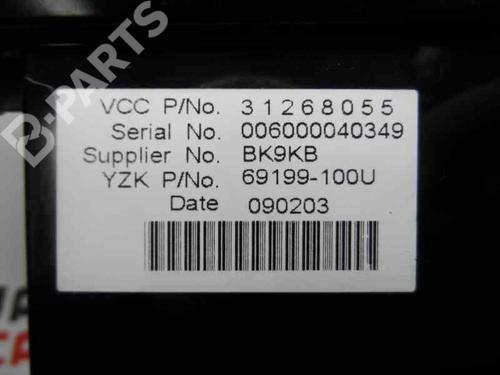 B-PARTS
VCC P/No. 31268055
Serial No. 006000040349
Supplier No. BK9KB
YZK P/No. 69199-100U
Date 090203